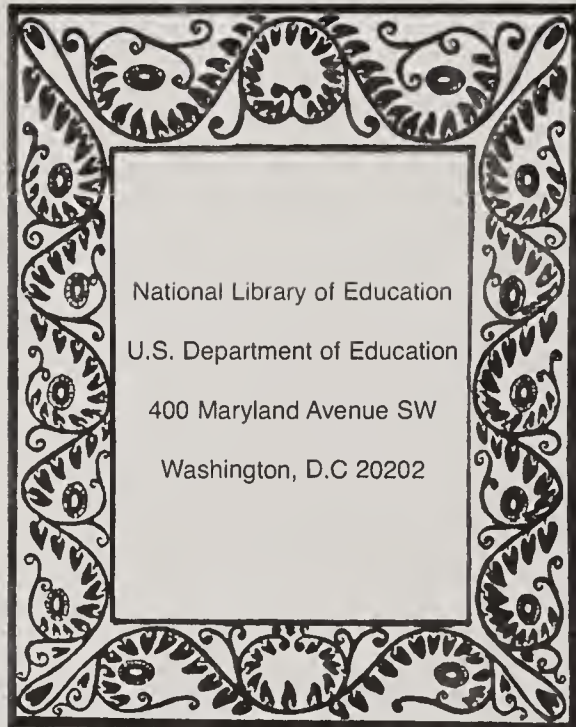 National Library of Education
U.S. Department of Education
400 Maryland Avenue SW
Washington, D.C 20202